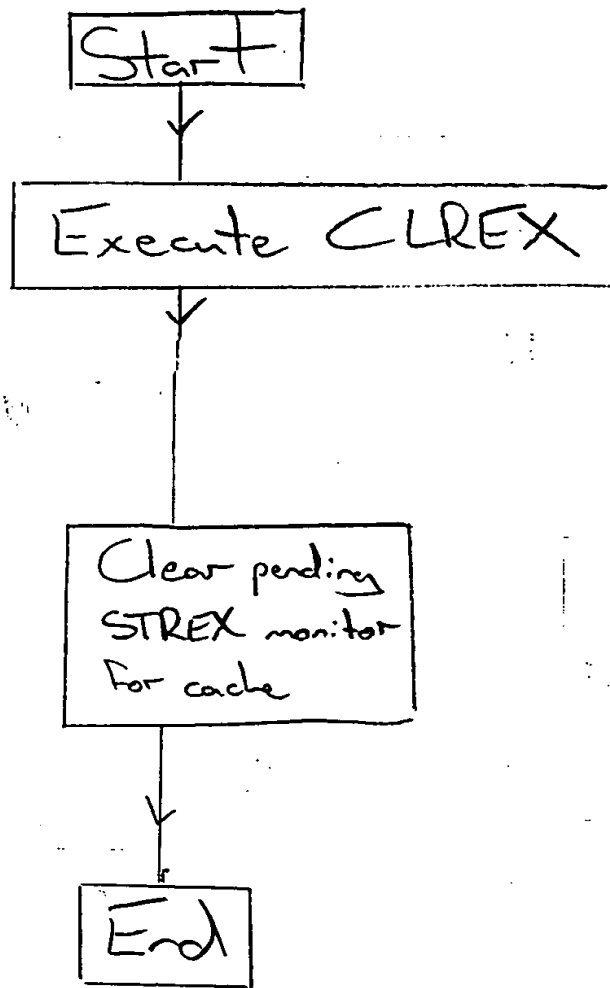 Start
Execute CLREX
Clear pending
STREX monitor
For cache
End